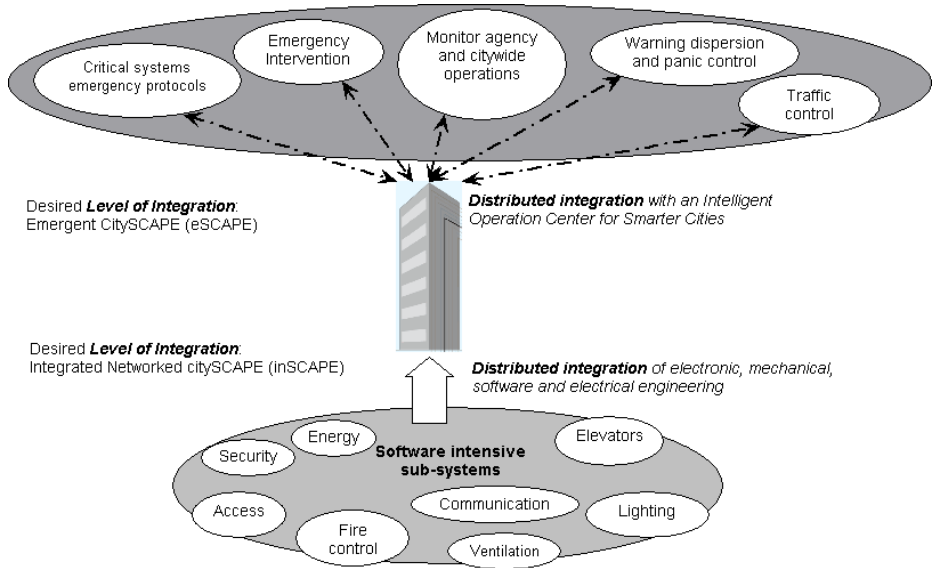 Critical systems
emergency protocols
Emergency
Intervention
Monitor agency
and citywide
operations
Warning dispersion
and panic control
Traffic
control
Desired Level of Integration:
Emergent CitySCAPE (eSCAPE)
Distributed integration with an Intelligent
Operation Center for Smarter Cities
Desired Level of Integration:
Integrated Networked citySCAPE (inSCAPE)
Distributed integration of electronic, mechanical,
software and electrical engineering
Software intensive
sub-systems
Security
Energy
Elevators
Access
Fire
control
Communication
Ventilation
Lighting